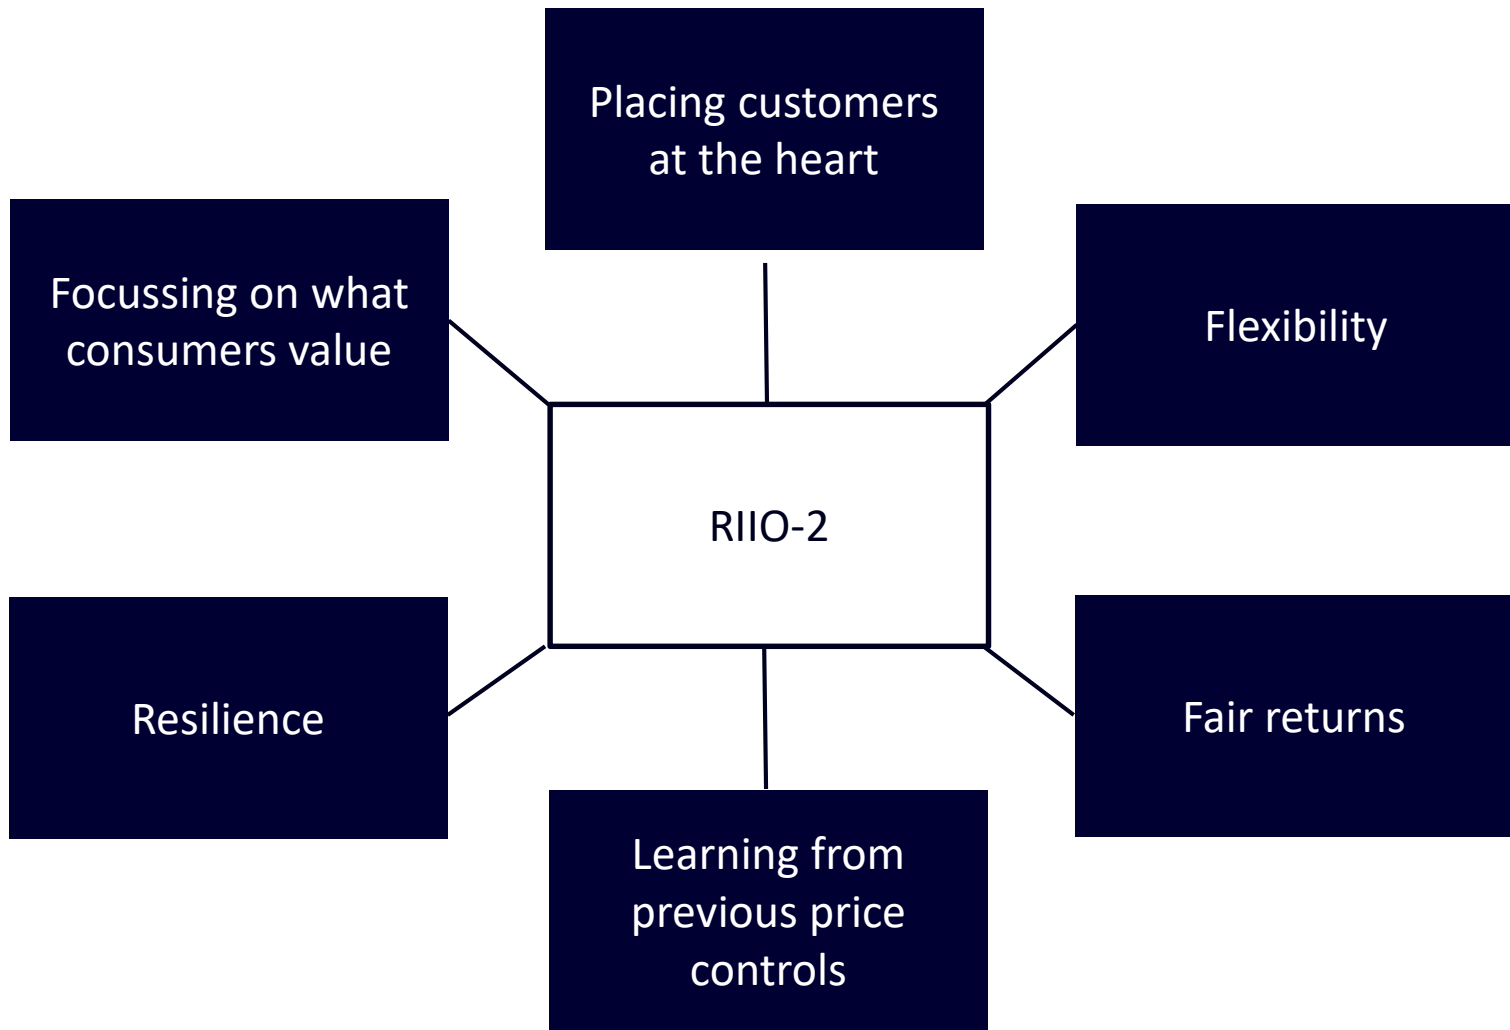 Placing customers
at the heart
Focussing on what
consumers value
Flexibility
RIIO-2
Resilience
Fair returns
Learning from
previous price
controls